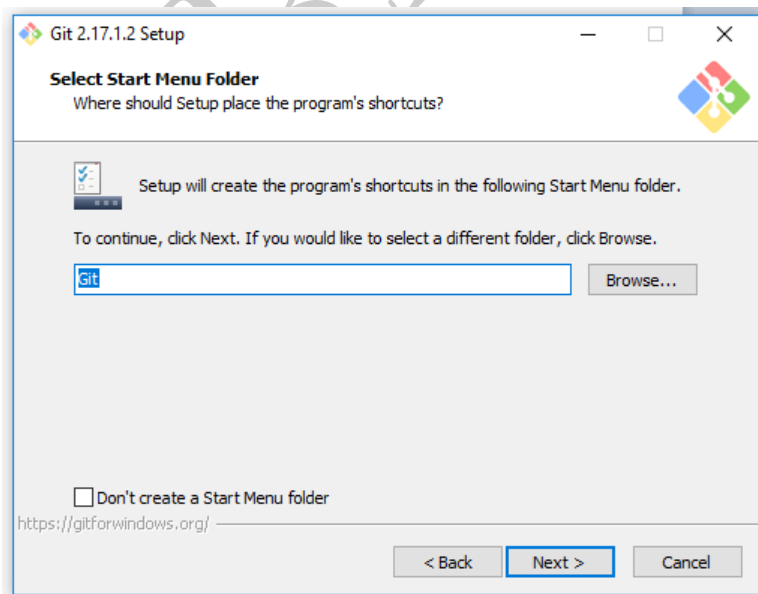 Git 2.17.1.2 Setup
Select Start Menu Folder
Where should Setup place the program's shortcuts?
Setup will create the program's shortcuts in the following Start Menu folder.
To continue, click Next. If you would like to select a different folder, click Browse.
Git
Browse...
Don't create a Start Menu folder
https://gitforwindows.org/
< Back
Next >
Cancel